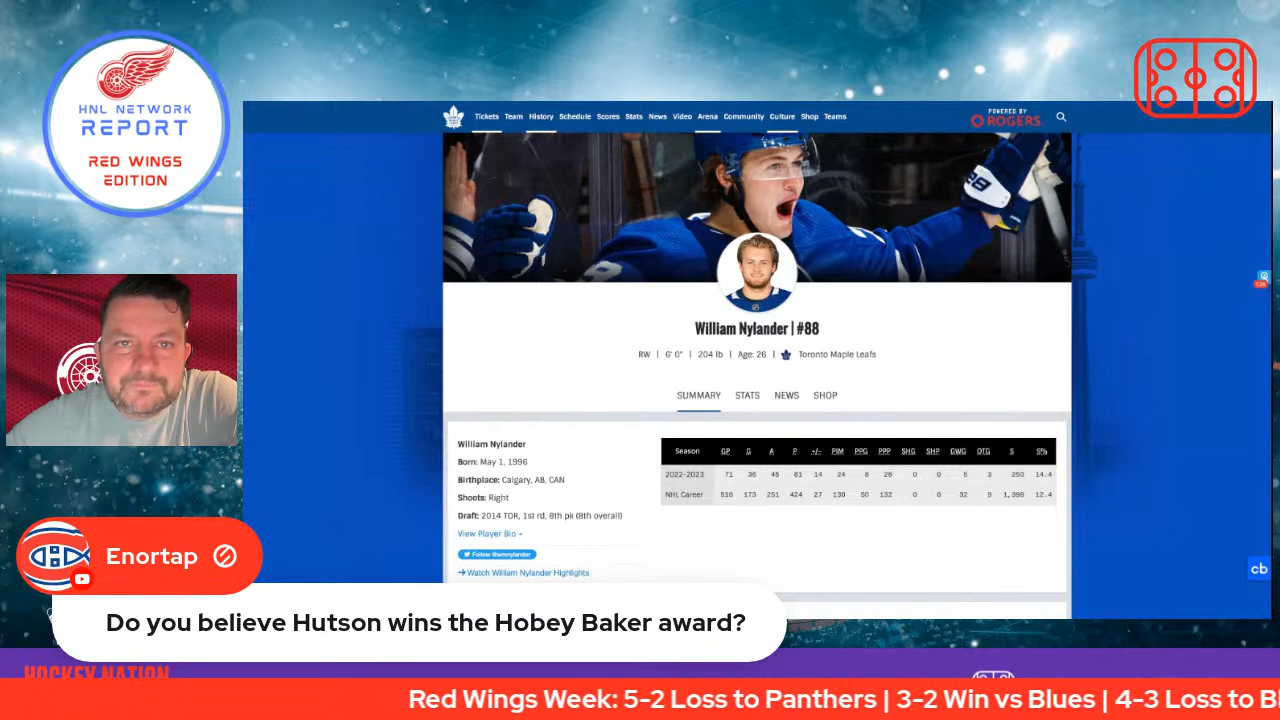 HNL NETWORK
REPORT
RED WINGS
EDITION
Tickets Team History Schedule Scores Stats News Video Arena Community Culture Shop Teams
POWERED BY
ROGERS
William Nylander | #88
RW | 6' 0" | 204 lb | Age: 26 | Toronto Maple Leafs
SUMMARY STATS NEWS SHOP
William Nylander
Born: May 1, 1996
Birthplace: Calgary, AB, CAN
Shoots: Right
Draft: 2014 TOR, 1st rd, 8th pk (8th overall)
View Player Bio +
Follow @wmnylander
Watch William Nylander Highlights
Season GP G A P +/- PIM PPG PPP SHG SHP GWG OTG S S%
2022-2023 71 36 45 81 14 24 8 26 0 0 5 3 250 14.4
NHL Career 510 173 251 424 27 130 50 132 0 0 32 9 1,398 12.4
cb
Enortap
Do you believe Hutson wins the Hobey Baker award?
HOCKEY NATION
Red Wings Week: 5-2 Loss to Panthers | 3-2 Win vs Blues | 4-3 Loss to